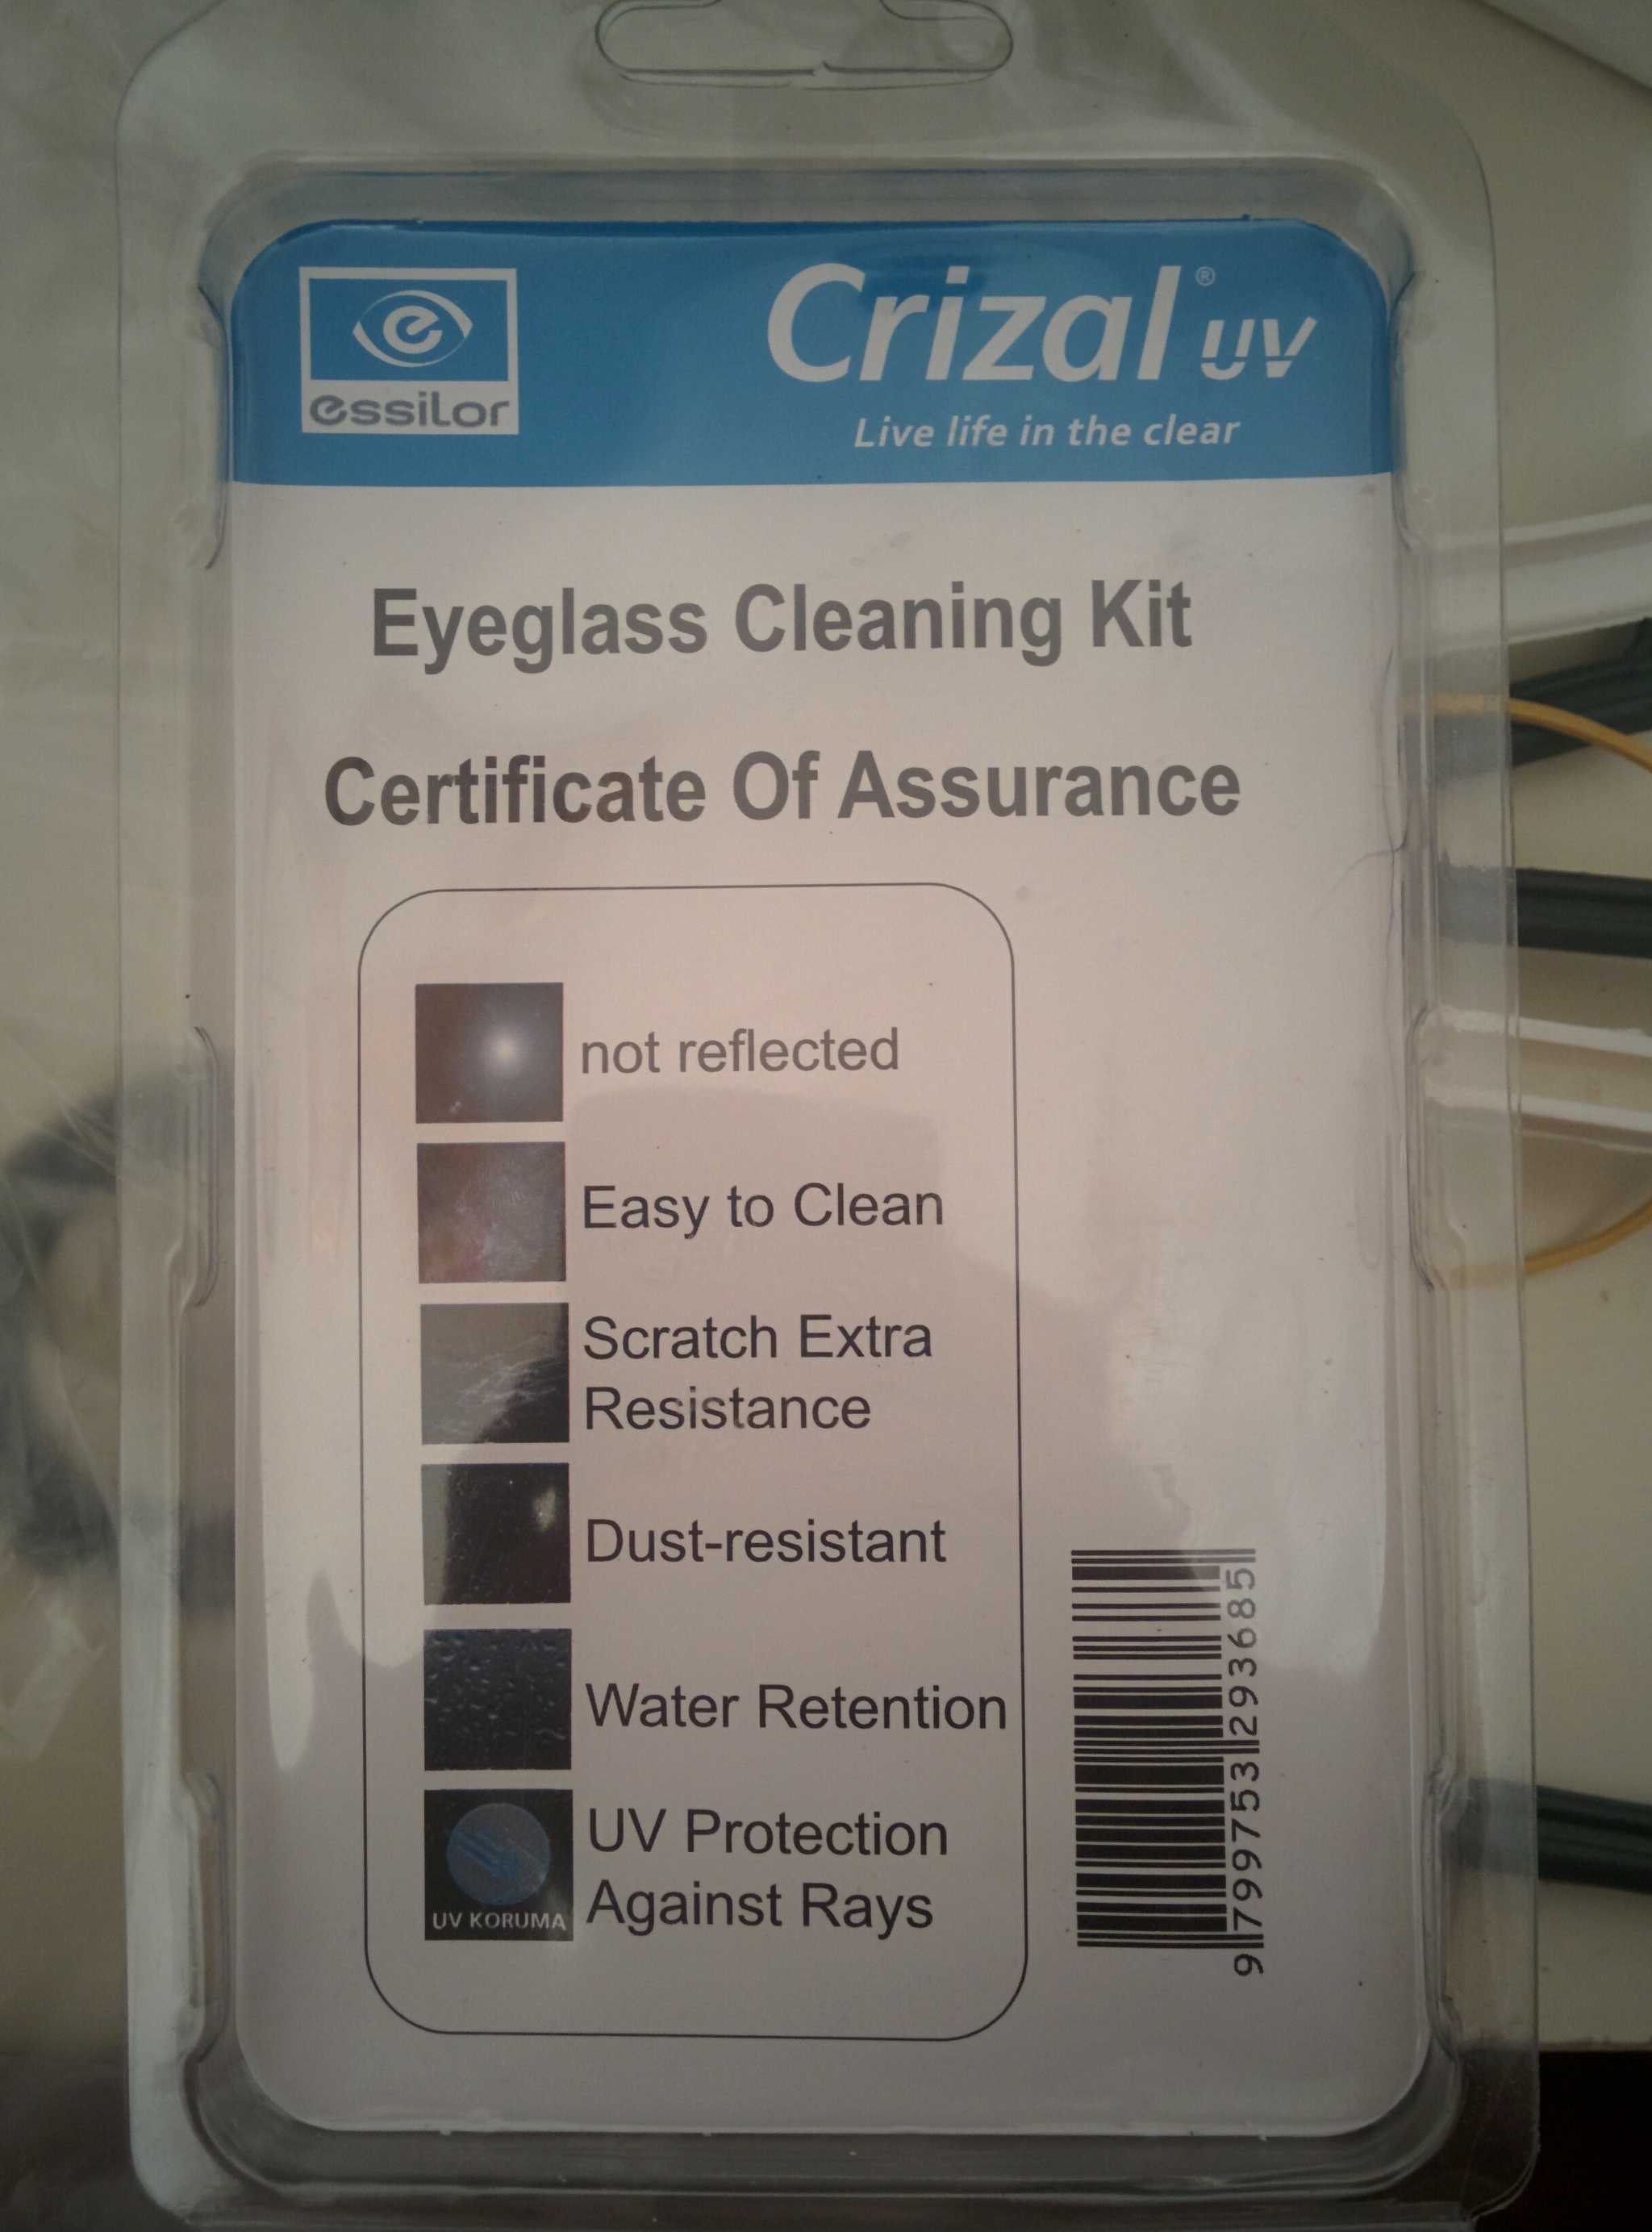 essilor
Crizal® UV
Live life in the clear
Eyeglass Cleaning Kit
Certificate Of Assurance
not reflected
Easy to Clean
Scratch Extra
Resistance
Dust-resistant
Water Retention
UV Protection
Against Rays
UV KORUMA
9799753293685